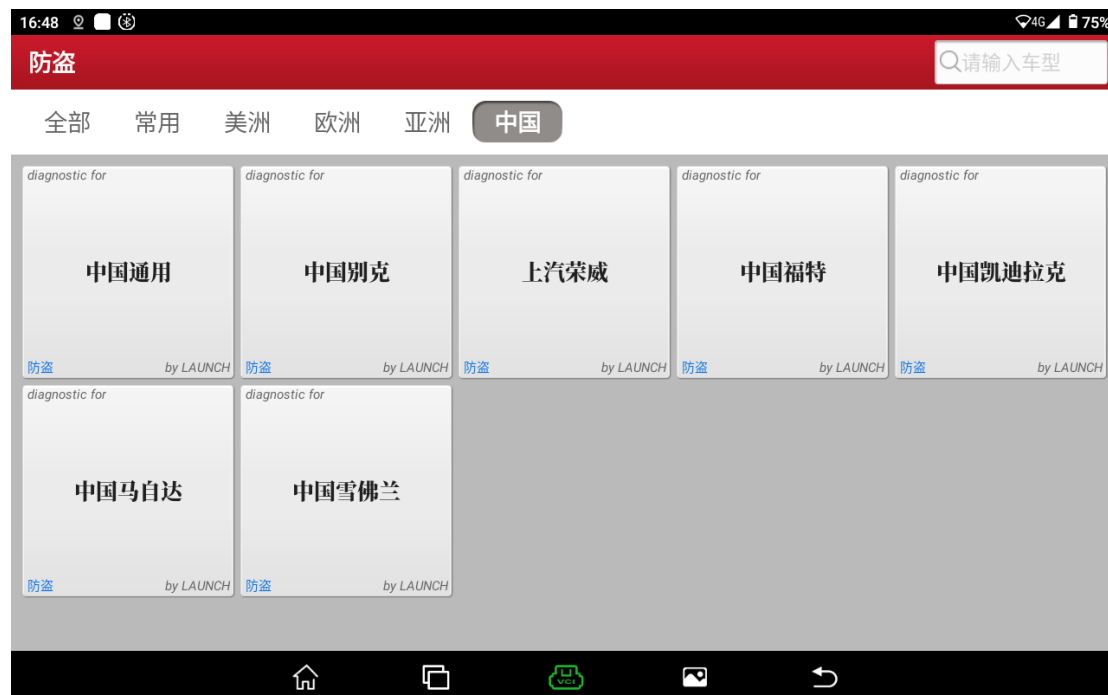 16:48 4G 75%
防盗 请输入车型
全部 常用 美洲 欧洲 亚洲 中国
diagnostic for diagnostic for diagnostic for diagnostic for diagnostic for
中国通用 中国别克 上汽荣威 中国福特 中国凯迪拉克
防盗 by LAUNCH 防盗 by LAUNCH 防盗 by LAUNCH 防盗 by LAUNCH 防盗 by LAUNCH
diagnostic for diagnostic for
中国马自达 中国雪佛兰
防盗 by LAUNCH 防盗 by LAUNCH
VCI